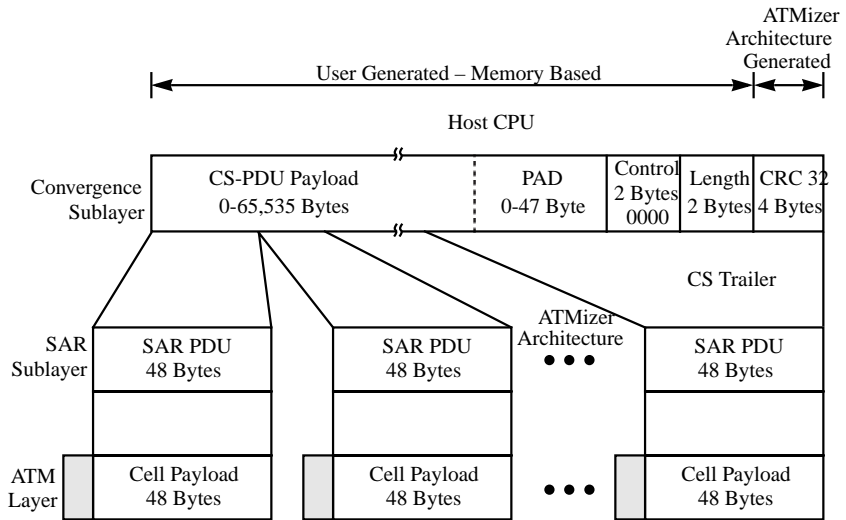 ATMizer
Architecture
Generated
User Generated – Memory Based
Host CPU
Convergence
Sublayer
CS-PDU Payload
0-65,535 Bytes
PAD
0-47 Byte
Control
2 Bytes
0000
Length
2 Bytes
CRC 32
4 Bytes
CS Trailer
ATMizer
Architecture
SAR
Sublayer
SAR PDU
48 Bytes
SAR PDU
48 Bytes
SAR PDU
48 Bytes
ATM
Layer
Cell Payload
48 Bytes
Cell Payload
48 Bytes
Cell Payload
48 Bytes